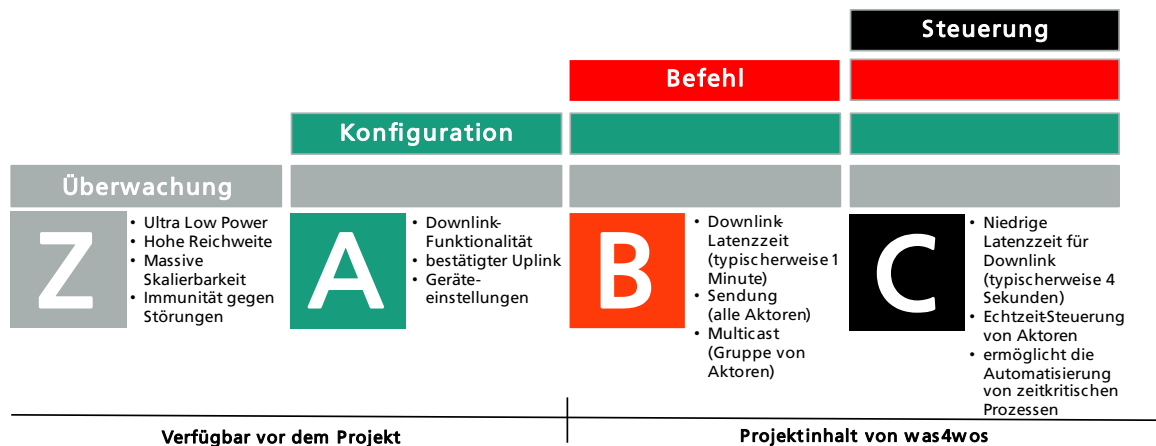 Steuerung
Befehl
Konfiguration
Überwachung
Z
• Ultra Low Power
• Hohe Reichweite
• Massive
Skalierbarkeit
• Immunität gegen
Störungen
A
• Downlink-
Funktionalität
• bestätigter Uplink
• Geräte-
einstellungen
B
• Downlink-
Latenzzeit
(typischerweise 1
Minute)
• Sendung
(alle Aktoren)
• Multicast
(Gruppe von
Aktoren)
C
• Niedrige
Latenzzeit für
Downlink
(typischerweise 4
Sekunden)
• Echtzeit-Steuerung
von Aktoren
• ermöglicht die
Automatisierung
von zeitkritischen
Prozessen
Verfügbar vor dem Projekt
Projektinhalt von was4wos